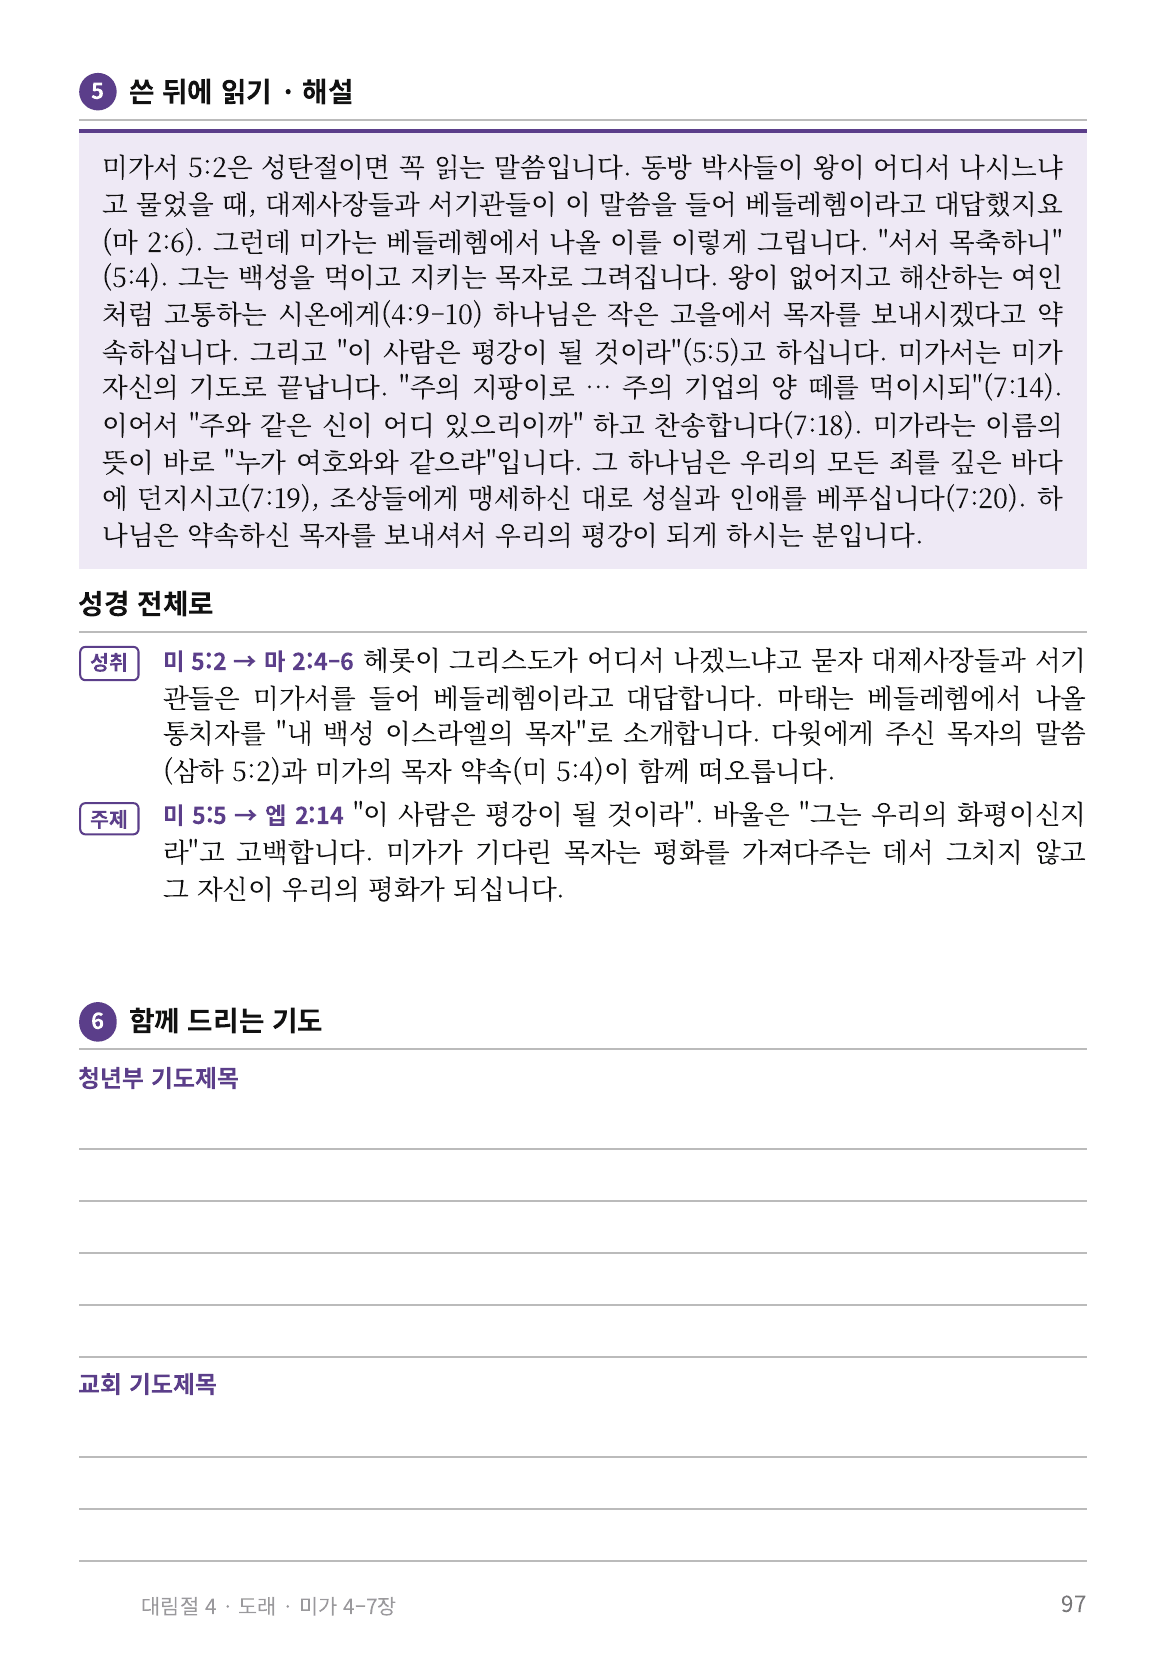 5 쓴 뒤에 읽기 · 해설
미가서 5:2은 성탄절이면 꼭 읽는 말씀입니다. 동방 박사들이 왕이 어디서 나시느냐
고 물었을 때, 대제사장들과 서기관들이 이 말씀을 들어 베들레헴이라고 대답했지요
(마 2:6). 그런데 미가는 베들레헴에서 나올 이를 이렇게 그립니다. "서서 목축하니"
(5:4). 그는 백성을 먹이고 지키는 목자로 그려집니다. 왕이 없어지고 해산하는 여인
처럼 고통하는 시온에게(4:9–10) 하나님은 작은 고을에서 목자를 보내시겠다고 약
속하십니다. 그리고 "이 사람은 평강이 될 것이라"(5:5)고 하십니다. 미가서는 미가
자신의 기도로 끝납니다. "주의 지팡이로 … 주의 기업의 양 떼를 먹이시되"(7:14).
이어서 "주와 같은 신이 어디 있으리이까" 하고 찬송합니다(7:18). 미가라는 이름의
뜻이 바로 "누가 여호와와 같으랴"입니다. 그 하나님은 우리의 모든 죄를 깊은 바다
에 던지시고(7:19), 조상들에게 맹세하신 대로 성실과 인애를 베푸십니다(7:20). 하
나님은 약속하신 목자를 보내셔서 우리의 평강이 되게 하시는 분입니다.
성경 전체로
성취 미 5:2 → 마 2:4–6 헤롯이 그리스도가 어디서 나겠느냐고 묻자 대제사장들과 서기
관들은 미가서를 들어 베들레헴이라고 대답합니다. 마태는 베들레헴에서 나올
통치자를 "내 백성 이스라엘의 목자"로 소개합니다. 다윗에게 주신 목자의 말씀
(삼하 5:2)과 미가의 목자 약속(미 5:4)이 함께 떠오릅니다.
주제 미 5:5 → 엡 2:14 "이 사람은 평강이 될 것이라". 바울은 "그는 우리의 화평이신지
라"고 고백합니다. 미가가 기다린 목자는 평화를 가져다주는 데서 그치지 않고
그 자신이 우리의 평화가 되십니다.
6 함께 드리는 기도
청년부 기도제목
교회 기도제목
대림절 4 · 도래 · 미가 4–7장
97